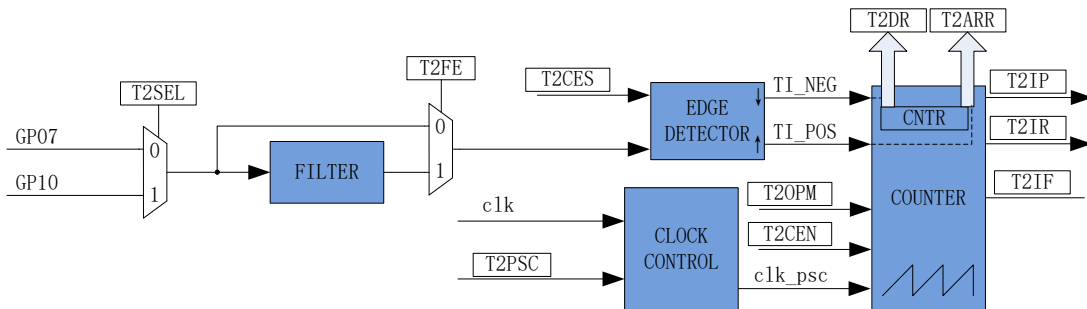 T2DR T2ARR
T2SEL
T2FE
T2CES
EDGE
DETECTOR
TI_NEG
TI_POS
CNTR
T2IP
T2IR
T2IF
GP07
GP10
0
1
FILTER
0
1
clk
T2PSC
CLOCK
CONTROL
T2OPM
T2CEN
clk_psc
COUNTER